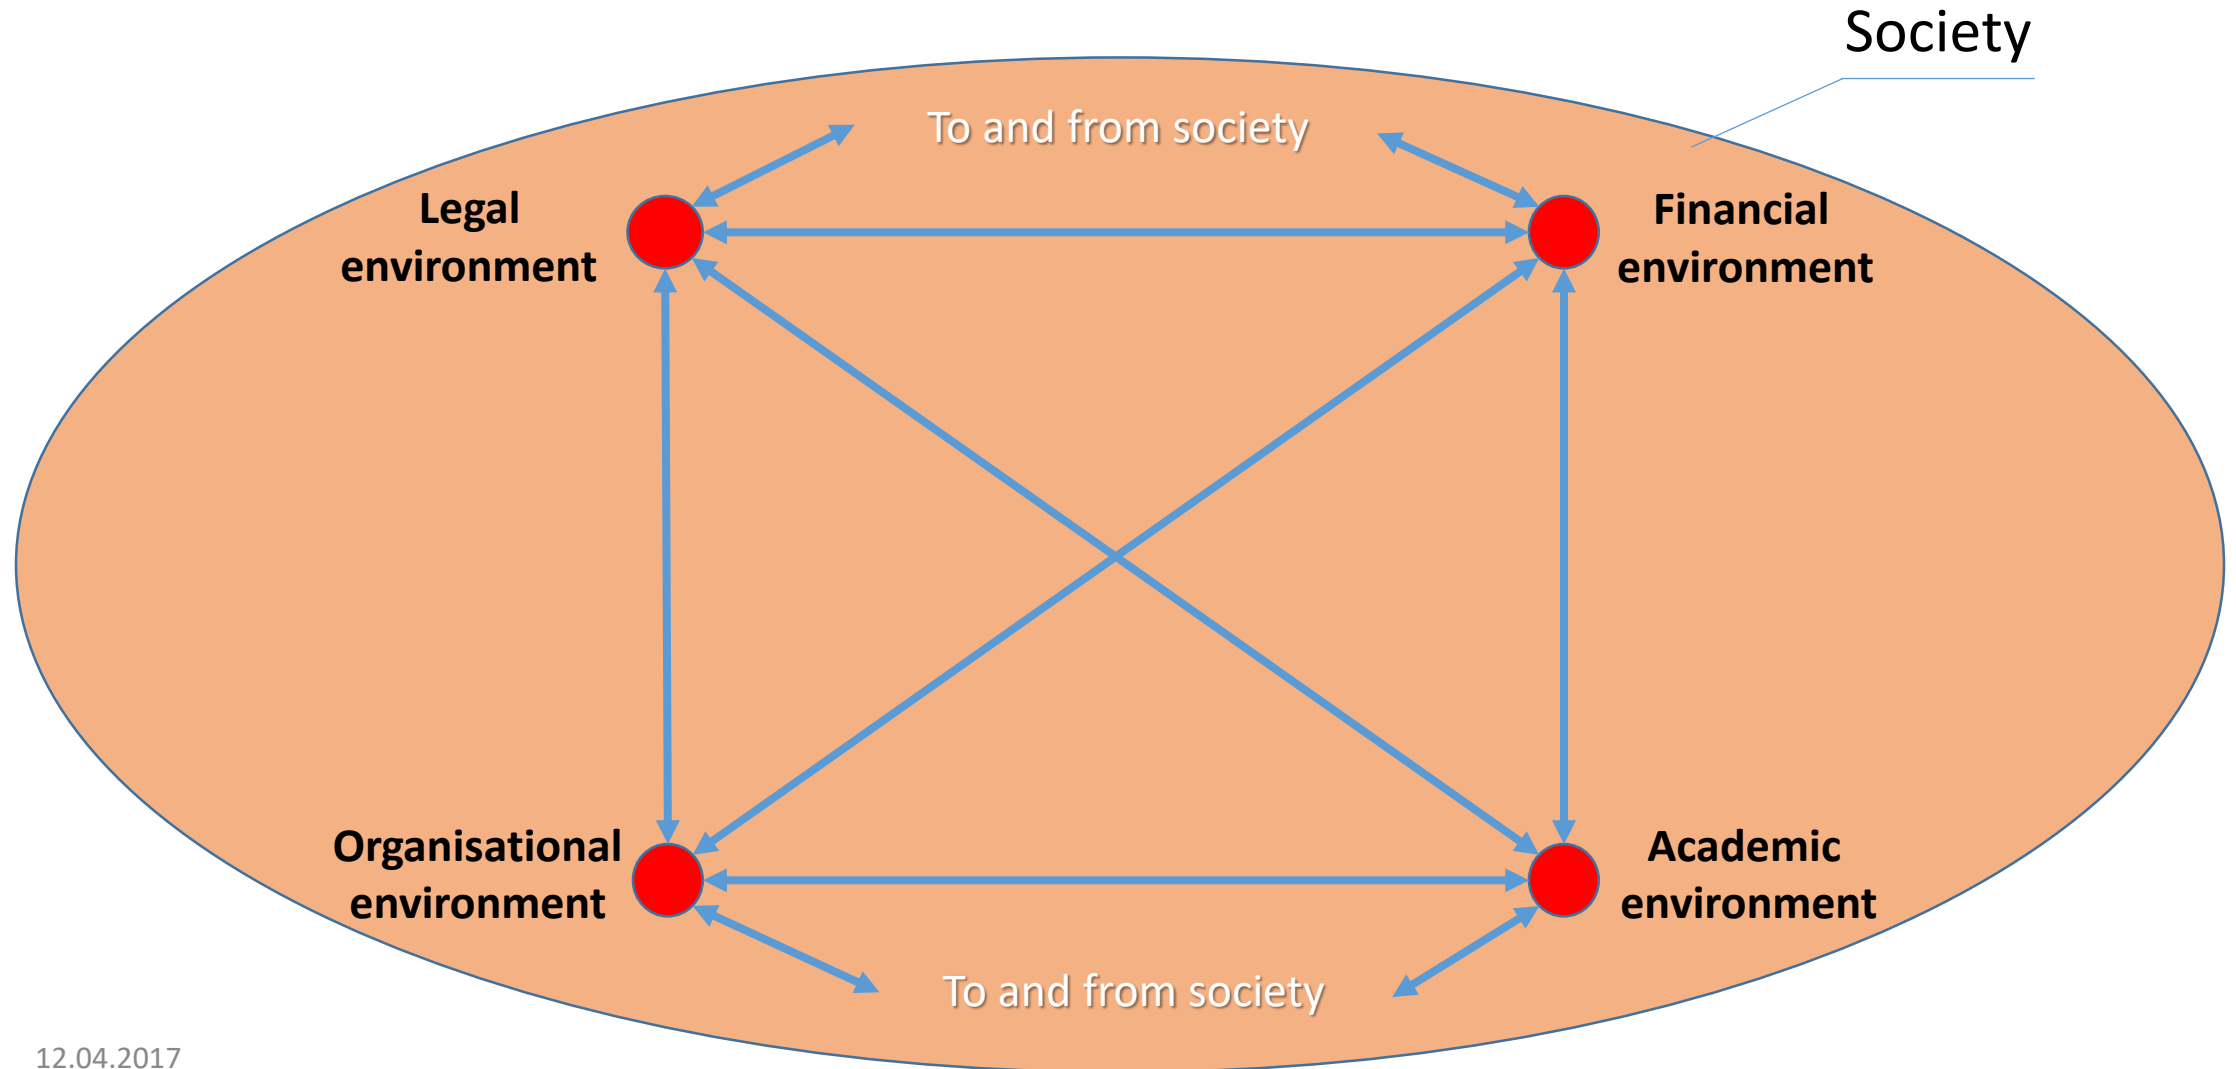 Society
To and from society
Legal
environment
Financial
environment
Organisational
environment
Academic
environment
To and from society
12.04.2017